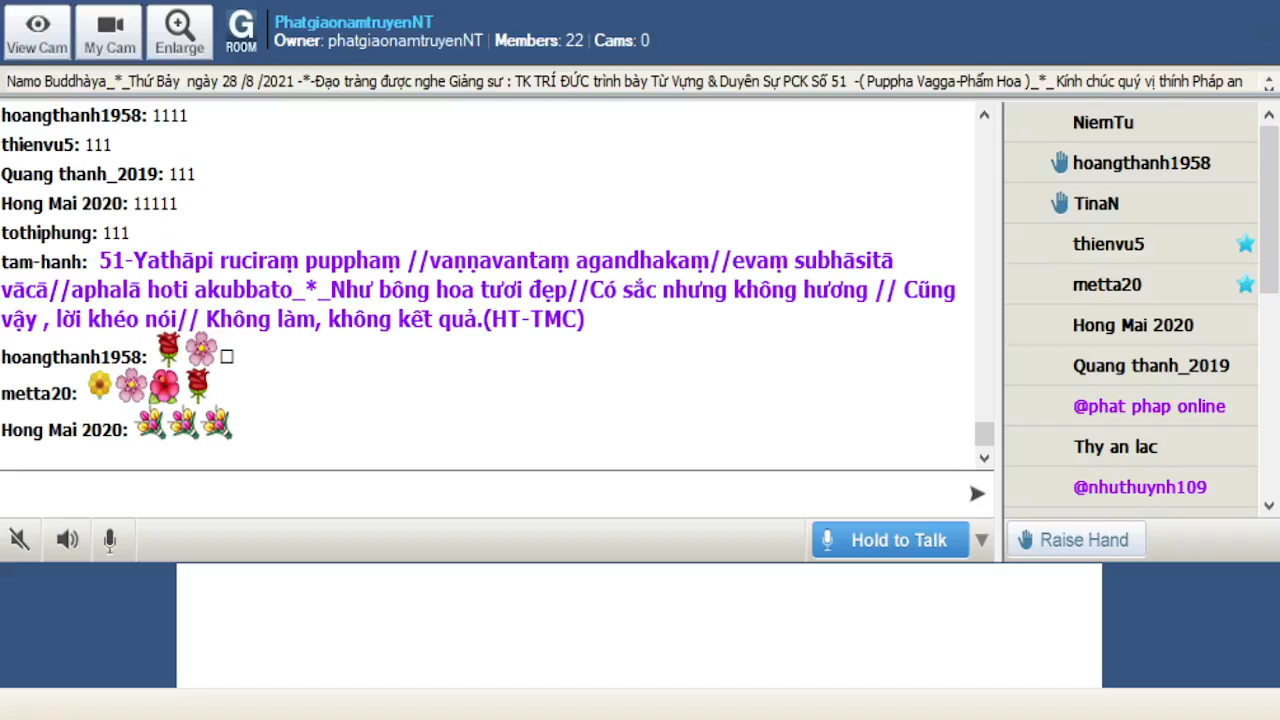 View Cam
My Cam
Enlarge
G
ROOM
PhatgiaonamtruyenNT
Owner: phatgiaonamtruyenNT | Members: 22 | Cams: 0
Namo Buddhàya_*_Thứ Bảy ngày 28 /8 /2021 -*-Đạo tràng được nghe Giảng sư : TK TRÍ ĐỨC trình bày Từ Vựng & Duyên Sự PCK Số 51 -( Puppha Vagga-Phẩm Hoa )_*_ Kính chúc quý vị thính Pháp an
hoangthanh1958: 1111
thienvu5: 111
Quang thanh_2019: 111
Hong Mai 2020: 11111
tothiphung: 111
tam-hanh: 51-Yathāpi ruciraṃ pupphaṃ //vaṇṇavantaṃ agandhakaṃ//evaṃ subhāsitā
vācā//aphalā hoti akubbato_*_Như bông hoa tươi đẹp//Có sắc nhưng không hương // Cũng
vậy , lời khéo nói// Không làm, không kết quả.(HT-TMC)
hoangthanh1958:
metta20:
Hong Mai 2020:
NiemTu
hoangthanh1958
TinaN
thienvu5
metta20
Hong Mai 2020
Quang thanh_2019
@phat phap online
Thy an lac
@nhuthuynh109
Hold to Talk
Raise Hand